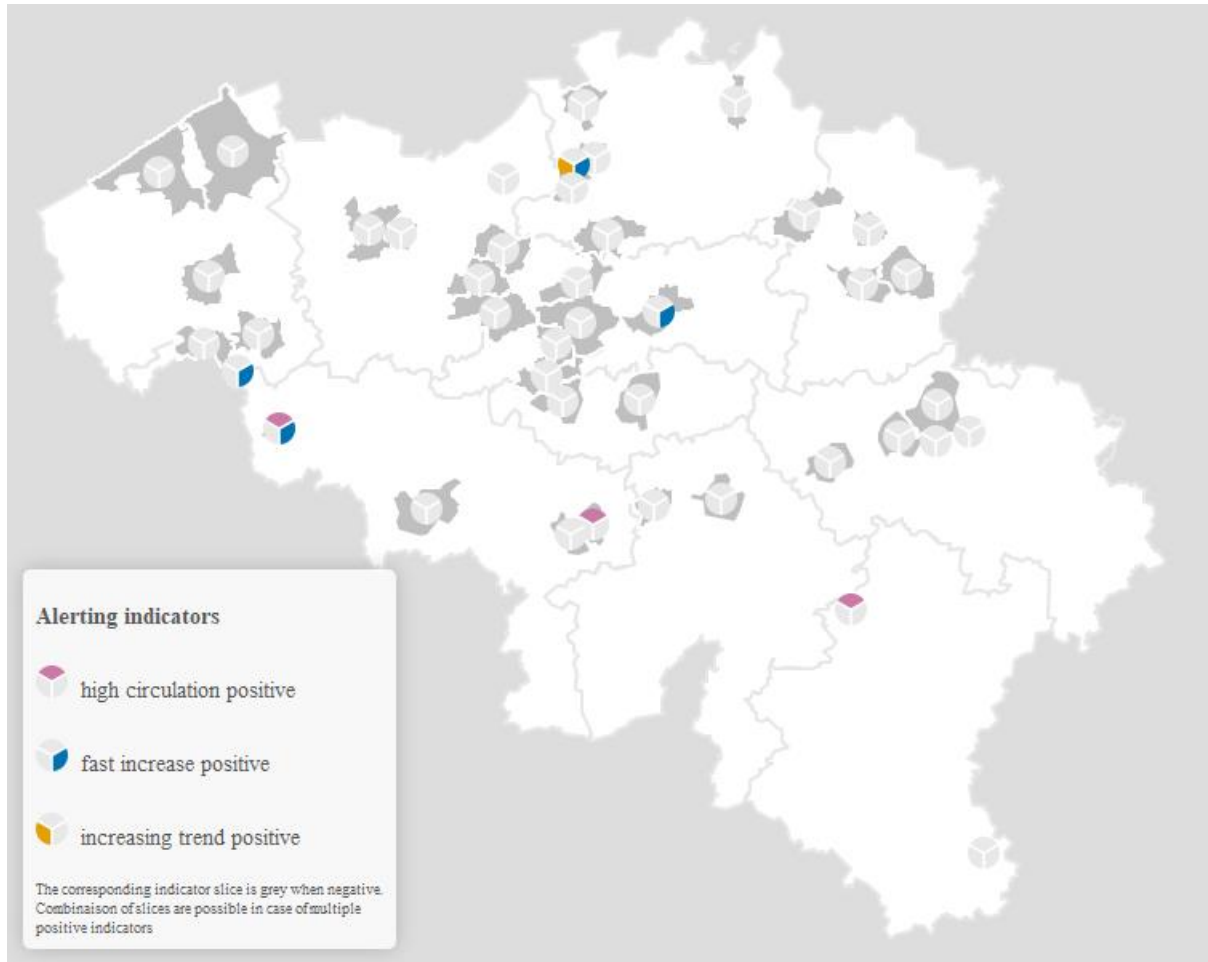 Alerting indicators
high circulation positive
fast increase positive
increasing trend positive
The corresponding indicator slice is grey when negative.
Combinaison of slices are possible in case of multiple
positive indicators